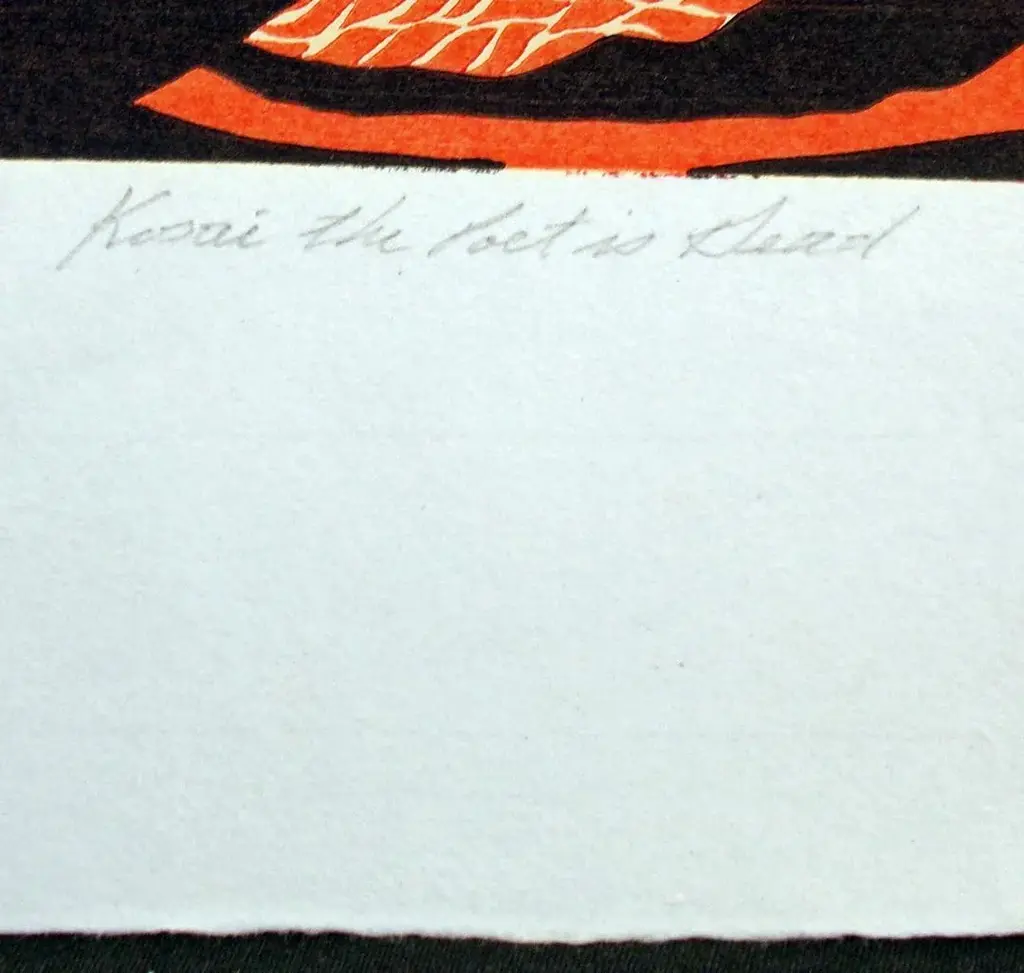 Kosai the Poet is Dead